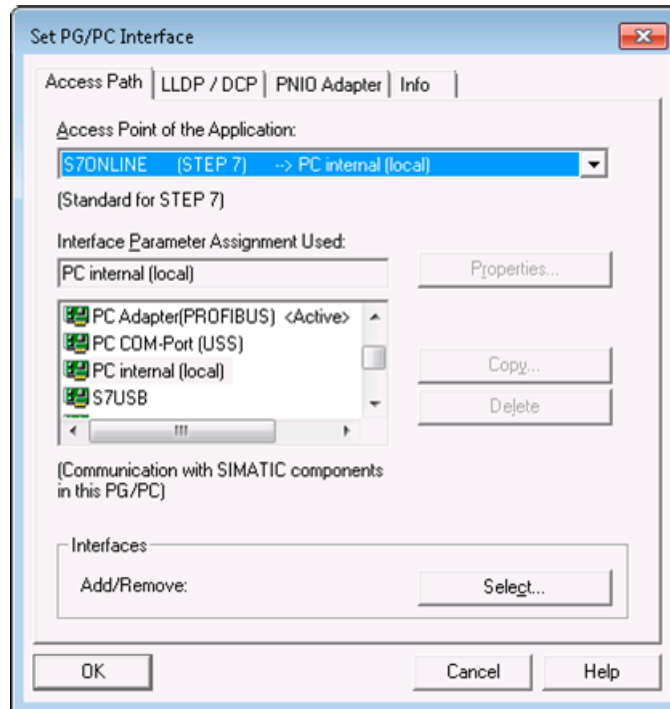 Set PG/PC Interface
Access Path LLDP / DCP PNIO Adapter Info
Access Point of the Application:
S7ONLINE (STEP 7) --> PC internal (local)
(Standard for STEP 7)
Interface Parameter Assignment Used:
PC internal (local)
Properties...
PC Adapter(PROFIBUS) <Active>
PC COM-Port (USS)
PC internal (local)
S7USB
Copy...
Delete
(Communication with SIMATIC components
in this PG/PC)
Interfaces
Add/Remove:
Select...
OK
Cancel
Help